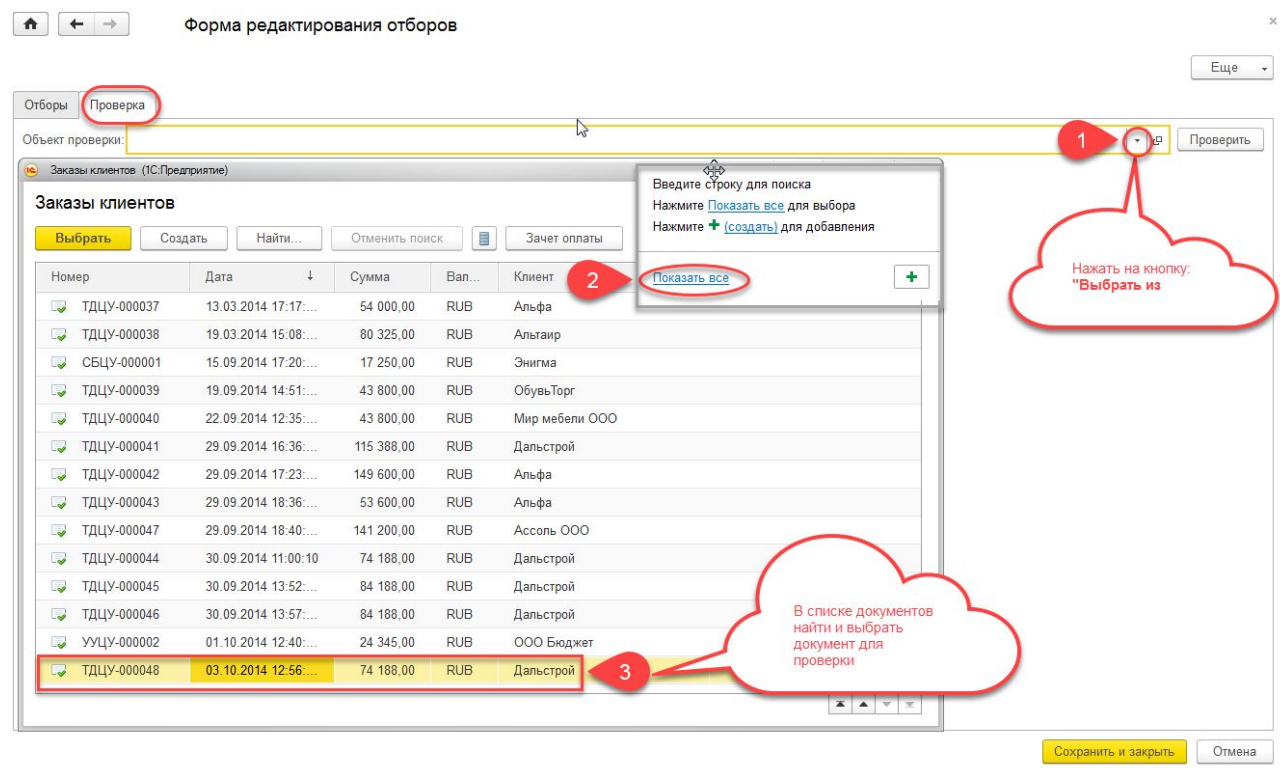 Форма редактирования отборов
Еще
Отборы Проверка
Объект проверки:
1
Проверить
Заказы клиентов (1С:Предприятие)
Заказы клиентов
Выбрать Создать Найти... Отменить поиск Зачет оплаты
Введите строку для поиска
Нажмите Показать все для выбора
Нажмите + (создать) для добавления
2
Показать все
Нажать на кнопку:
"Выбрать из
Номер Дата ↓ Сумма Вал... Клиент
ТДЦУ-000037 13.03.2014 17:17:... 54 000,00 RUB Альфа
ТДЦУ-000038 19.03.2014 15:08:... 80 325,00 RUB Альтаир
СБЦУ-000001 15.09.2014 17:20:... 17 250,00 RUB Энигма
ТДЦУ-000039 19.09.2014 14:51:... 43 800,00 RUB ОбувьТорг
ТДЦУ-000040 22.09.2014 12:35:... 43 800,00 RUB Мир мебели ООО
ТДЦУ-000041 29.09.2014 16:36:... 115 388,00 RUB Дальстрой
ТДЦУ-000042 29.09.2014 17:23:... 149 600,00 RUB Альфа
ТДЦУ-000043 29.09.2014 18:36:... 53 600,00 RUB Альфа
ТДЦУ-000047 29.09.2014 18:40:... 141 200,00 RUB Ассоль ООО
ТДЦУ-000044 30.09.2014 11:00:10 74 188,00 RUB Дальстрой
ТДЦУ-000045 30.09.2014 13:52:... 84 188,00 RUB Дальстрой
ТДЦУ-000046 30.09.2014 13:57:... 84 188,00 RUB Дальстрой
УУЦУ-000002 01.10.2014 12:40:... 24 345,00 RUB ООО Бюджет
ТДЦУ-000048 03.10.2014 12:56:... 74 188,00 RUB Дальстрой
3
В списке документов
найти и выбрать
документ для
проверки
Сохранить и закрыть Отмена